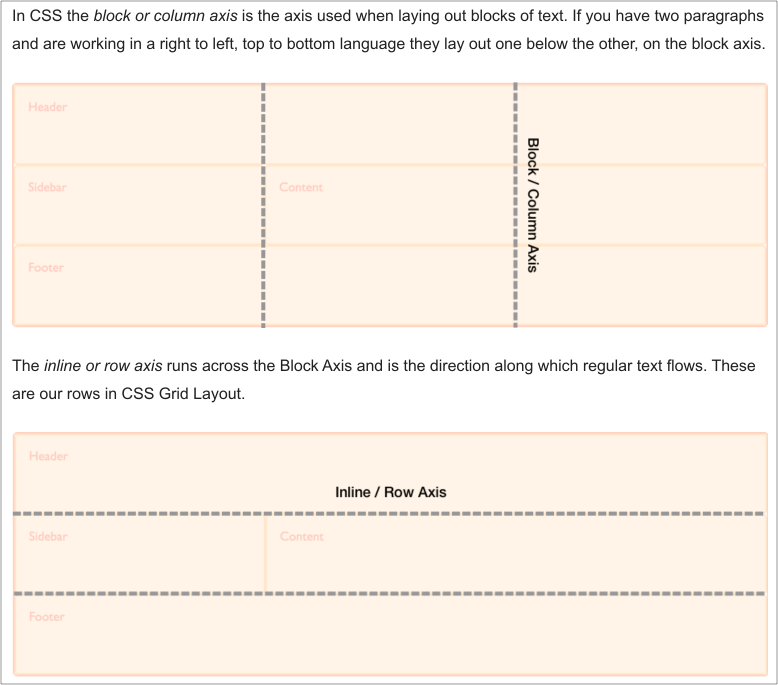 In CSS the block or column axis is the axis used when laying out blocks of text. If you have two paragraphs
and are working in a right to left, top to bottom language they lay out one below the other, on the block axis.
Header
Sidebar
Content
Footer
Block / Column Axis
The inline or row axis runs across the Block Axis and is the direction along which regular text flows. These
are our rows in CSS Grid Layout.
Header
Inline / Row Axis
Sidebar
Content
Footer